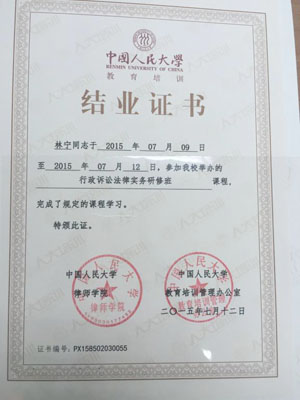 中国人民大学
RENMIN UNIVERSITY OF CHINA
教育培训
结业证书
林宁同志于 2015 年 07 月 09 日
至 2015 年 07 月 12 日,参加我校举办的
行政诉讼法律实务研修班 课程,
完成了规定的课程学习。
特颁此证。
中国人民大学 中国人民大学
律师学院 教育培训管理办公室
二〇一五年七月十二日
证书编号:PX158502030055